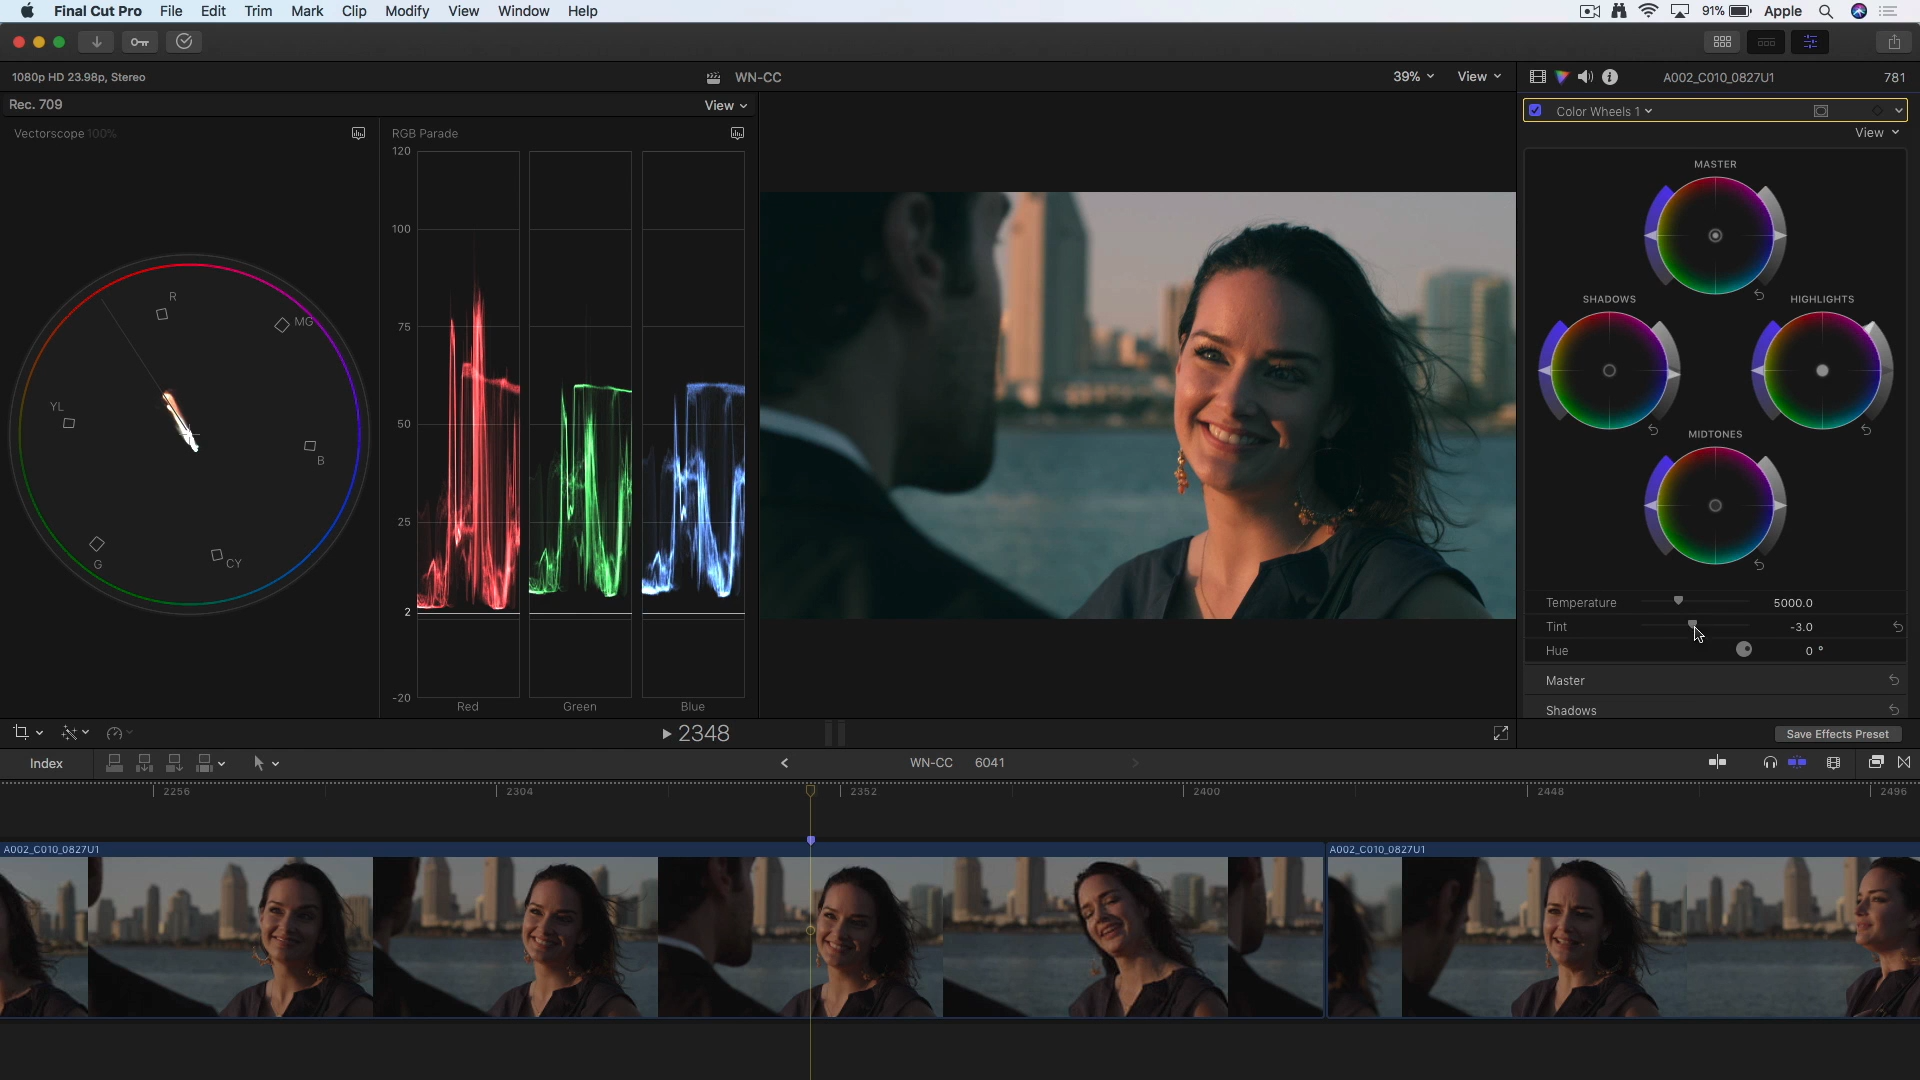 Final Cut Pro File Edit Trim Mark Clip Modify View Window Help 91% Apple
1080p HD 23.98p, Stereo WN-CC 39% View A002_C010_0827U1 781
Rec. 709 View Color Wheels 1
View
Vectorscope 100% RGB Parade
120
100
75
50
25
2
-20
Red Green Blue
R
MG
YL
B
G
CY
MASTER
SHADOWS HIGHLIGHTS
MIDTONES
Temperature 5000.0
Tint -3.0
Hue 0 °
Master
Shadows
2348 Save Effects Preset
Index WN-CC 6041
2256 2304 2352 2400 2448 2496
A002_C010_0827U1 A002_C010_0827U1